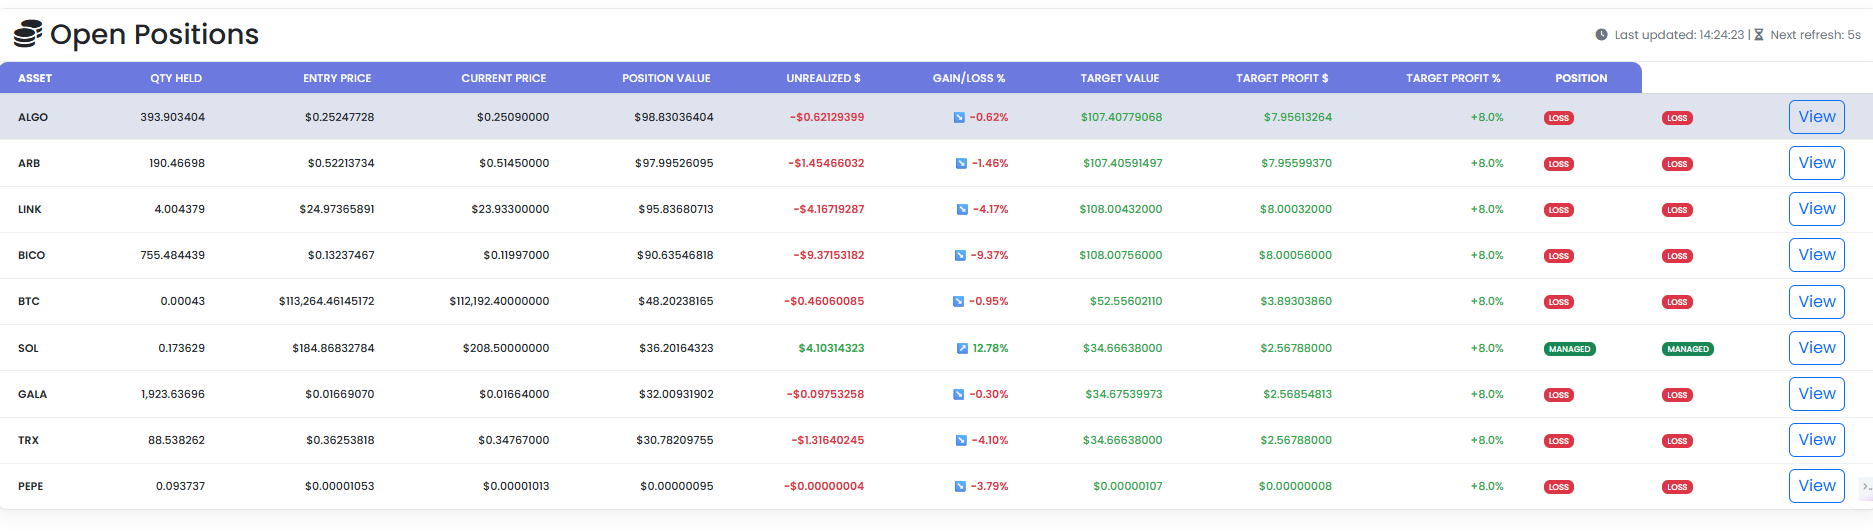 Open Positions
Last updated: 14:24:23 | Next refresh: 5s
ASSET QTY HELD ENTRY PRICE CURRENT PRICE POSITION VALUE UNREALIZED $ GAIN/LOSS % TARGET VALUE TARGET PROFIT $ TARGET PROFIT % POSITION
ALGO 393.903404 $0.25247728 $0.25090000 $98.83036404 -$0.62129399 -0.62% $107.40779068 $7.95613264 +8.0% LOSS LOSS View
ARB 190.46698 $0.52213734 $0.51450000 $97.99526095 -$1.45466032 -1.46% $107.40591497 $7.95599370 +8.0% LOSS LOSS View
LINK 4.004379 $24.97365891 $23.93300000 $95.83680713 -$4.16719287 -4.17% $108.00432000 $8.00032000 +8.0% LOSS LOSS View
BICO 755.484439 $0.13237467 $0.11997000 $90.63546818 -$9.37153182 -9.37% $108.00756000 $8.00056000 +8.0% LOSS LOSS View
BTC 0.00043 $113,264.46145172 $112,192.40000000 $48.20238165 -$0.46060085 -0.95% $52.55602110 $3.89303860 +8.0% LOSS LOSS View
SOL 0.173629 $184.86832784 $208.50000000 $36.20164323 $4.10314323 12.78% $34.66638000 $2.56788000 +8.0% MANAGED MANAGED View
GALA 1,923.63696 $0.01669070 $0.01664000 $32.00931902 -$0.09753258 -0.30% $34.67539973 $2.56854813 +8.0% LOSS LOSS View
TRX 88.538262 $0.36253818 $0.34767000 $30.78209755 -$1.31640245 -4.10% $34.66638000 $2.56788000 +8.0% LOSS LOSS View
PEPE 0.093737 $0.00001053 $0.00001013 $0.00000095 -$0.00000004 -3.79% $0.00000107 $0.00000008 +8.0% LOSS LOSS View